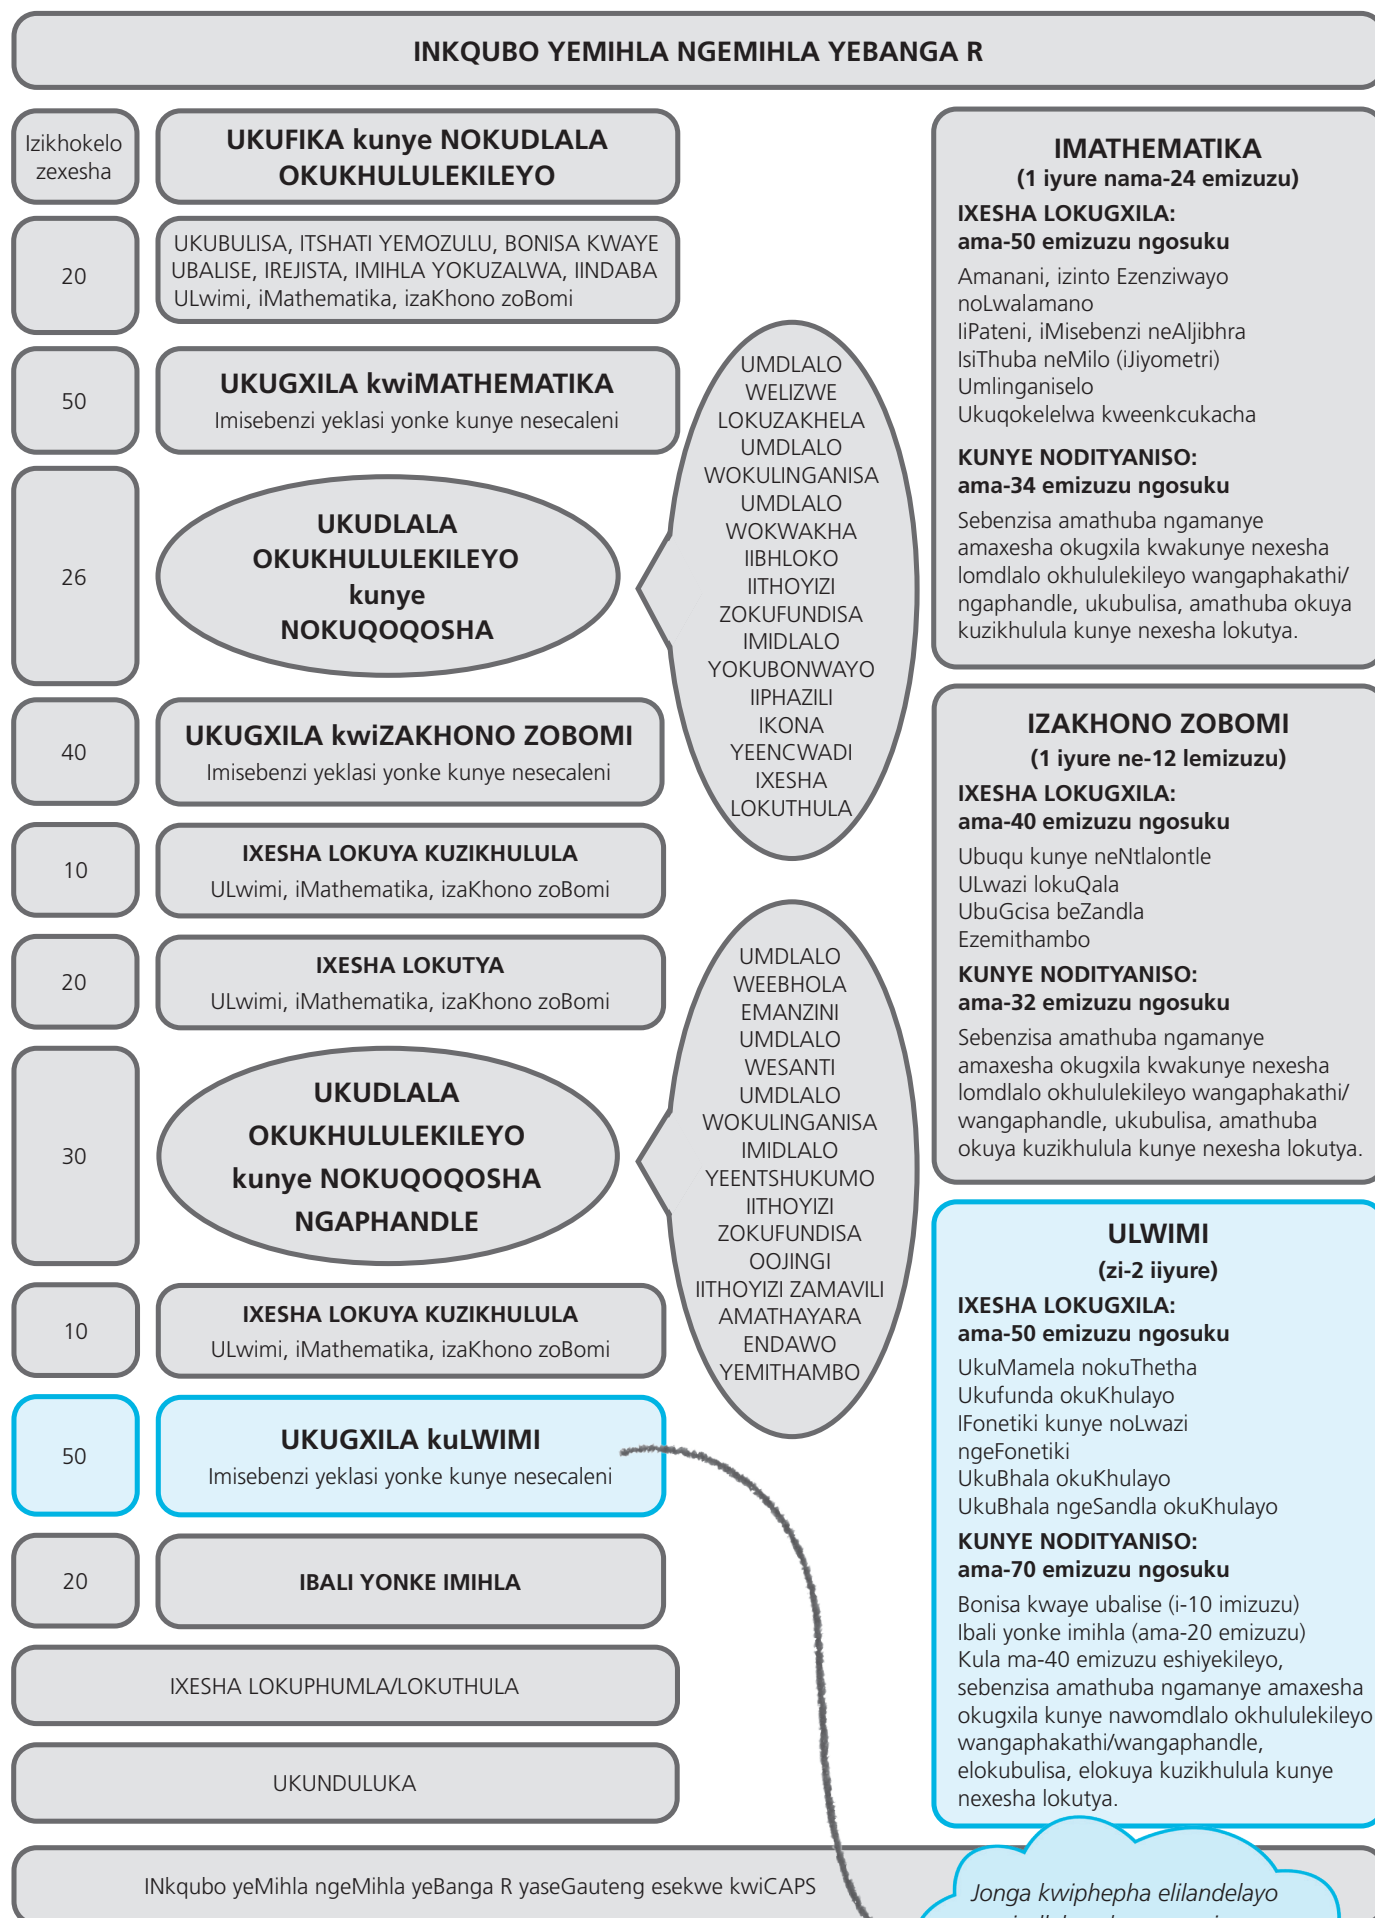 INKQUBO YEMIHLA NGEMIHLA YEBANGA R
Izikhokelo
zexesha
UKUFIKA kunye NOKUDLALA
OKUKHULULEKILEYO
20
UKUBULISA, ITSHATI YEMOZULU, BONISA KWAYE
UBALISE, IREJISTA, IMIHLA YOKUZALWA, IINDABA
ULwimi, iMathematika, izaKhono zoBomi
50
UKUGXILA kwiMATHEMATIKA
Imisebenzi yeklasi yonke kunye nesecaleni
26
UKUDLALA
OKUKHULULEKILEYO
kunye
NOKUQOQOSHA
UMDLALO
WELIZWE
LOKUZAKHELA
UMDLALO
WOKULINGANISA
UMDLALO
WOKWAKHA
IIBHLOKO
IITHOYIZI
ZOKUFUNDISA
IMIDLALO
YOKUBONWAYO
IIPHAZILI
IKONA
YEENCWADI
IXESHA
LOKUTHULA
40
UKUGXILA kwiZAKHONO ZOBOMI
Imisebenzi yeklasi yonke kunye nesecaleni
10
IXESHA LOKUYA KUZIKHULULA
ULwimi, iMathematika, izaKhono zoBomi
20
IXESHA LOKUTYA
ULwimi, iMathematika, izaKhono zoBomi
30
UKUDLALA
OKUKHULULEKILEYO
kunye NOKUQOQOSHA
NGAPHANDLE
UMDLALO
WEEBHOLA
EMANZINI
UMDLALO
WESANTI
UMDLALO
WOKULINGANISA
IMIDLALO
YEENTSHUKUMO
IITHOYIZI
ZOKUFUNDISA
OOJINGI
IITHOYIZI ZAMAVILI
AMATHAYARA
ENDAWO
YEMITHAMBO
10
IXESHA LOKUYA KUZIKHULULA
ULwimi, iMathematika, izaKhono zoBomi
50
UKUGXILA kuLWIMI
Imisebenzi yeklasi yonke kunye nesecaleni
20
IBALI YONKE IMIHLA
IXESHA LOKUPHUMLA/LOKUTHULA
UKUNDULUKA
IMATHEMATIKA
(1 iyure nama-24 emizuzu)
IXESHA LOKUGXILA:
ama-50 emizuzu ngosuku
Amanani, izinto Ezenziwayo
noLwalamano
IiPateni, iMisebenzi neAljibhra
IsiThuba neMilo (iJiyometri)
Umlinganiselo
Ukuqokelelwa kweenkcukacha
KUNYE NODITYANISO:
ama-34 emizuzu ngosuku
Sebenzisa amathuba ngamanye
amaxesha okugxila kwakunye nexesha
lomdlalo okhululekileyo wangaphakathi/
ngaphandle, ukubulisa, amathuba okuya
kuzikhulula kunye nexesha lokutya.
IZAKHONO ZOBOMI
(1 iyure ne-12 lemizuzu)
IXESHA LOKUGXILA:
ama-40 emizuzu ngosuku
Ubuqu kunye neNtlalontle
ULwazi lokuQala
UbuGcisa beZandla
Ezemithambo
KUNYE NODITYANISO:
ama-32 emizuzu ngosuku
Sebenzisa amathuba ngamanye
amaxesha okugxila kwakunye nexesha
lomdlalo okhululekileyo wangaphakathi/
wangaphandle, ukubulisa, amathuba
okuya kuzikhulula kunye nexesha lokutya.
ULWIMI
(zi-2 iiyure)
IXESHA LOKUGXILA:
ama-50 emizuzu ngosuku
UkuMamela nokuThetha
Ukufunda okuKhulayo
IFonetiki kunye noLwazi
ngeFonetiki
UkuBhala okuKhulayo
UkuBhala ngeSandla okuKhulayo
KUNYE NODITYANISO:
ama-70 emizuzu ngosuku
Bonisa kwaye ubalise (i-10 imizuzu)
Ibali yonke imihla (ama-20 emizuzu)
Kula ma-40 emizuzu eshiyekileyo,
sebenzisa amathuba ngamanye amaxesha
okugxila kunye nawomdlalo okhululekileyo
wangaphakathi/wangaphandle,
elokubulisa, elokuya kuzikhulula kunye
nexesha lokutya.
INkqubo yeMihla ngeMihla yeBanga R yaseGauteng esekwe kwiCAPS
Jonga kwiphepha elilandelayo